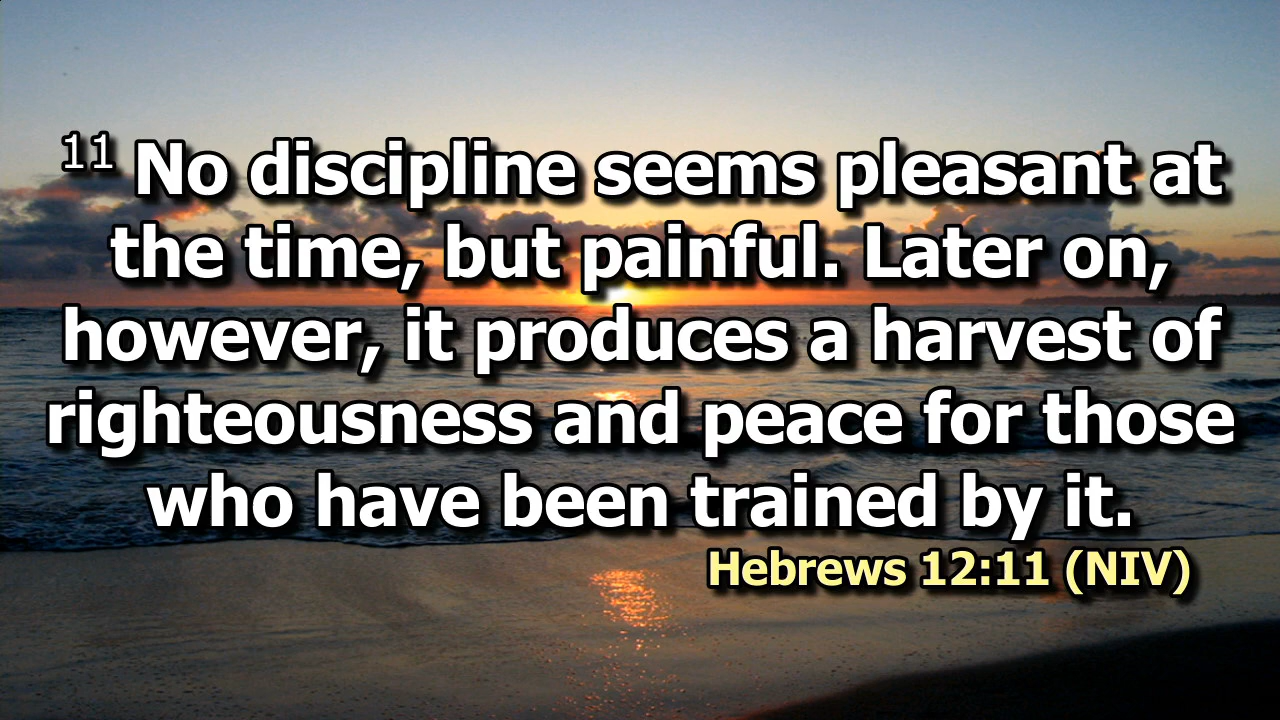 11 No discipline seems pleasant at
the time, but painful. Later on,
however, it produces a harvest of
righteousness and peace for those
who have been trained by it.
Hebrews 12:11 (NIV)